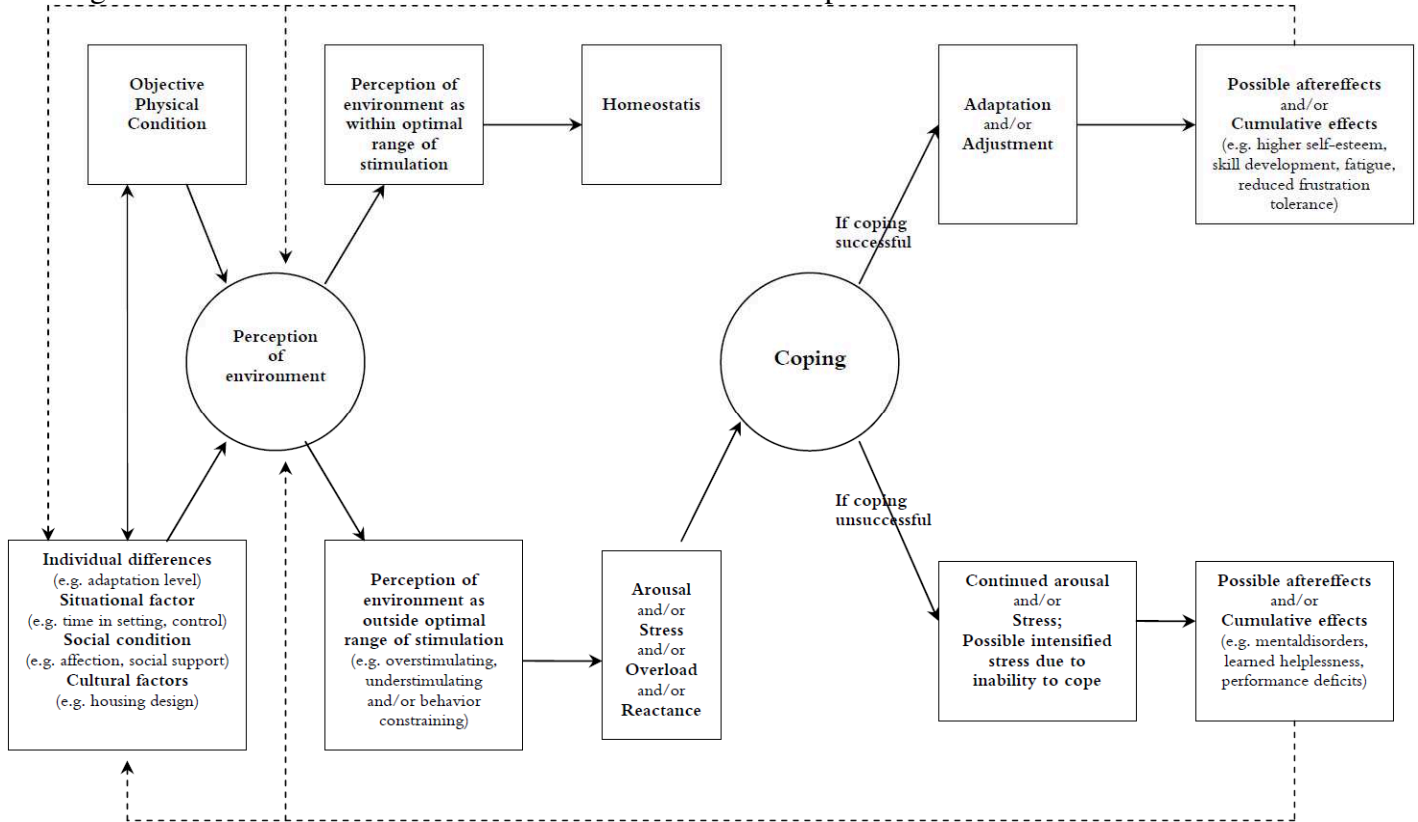 Objective
Physical
Condition
Perception of
environment as
within optimal
range of
stimulation
Homeostatis
Adaptation
and/or
Adjustment
Possible aftereffects
and/or
Cumulative effects
(e.g. higher self-esteem,
skill development, fatigue,
reduced frustration
tolerance)
If coping
successful
Perception
of
environment
Coping
If coping
unsuccessful
Individual differences
(e.g. adaptation level)
Situational factor
(e.g. time in setting, control)
Social condition
(e.g. affection, social support)
Cultural factors
(e.g. housing design)
Perception of
environment as
outside optimal
range of stimulation
(e.g. overstimulating,
understimulating
and/or behavior
constraining)
Arousal
and/or
Stress
and/or
Overload
and/or
Reactance
Continued arousal
and/or
Stress;
Possible intensified
stress due to
inability to cope
Possible aftereffects
and/or
Cumulative effects
(e.g. mentaldisorders,
learned helplessness,
performance deficits)